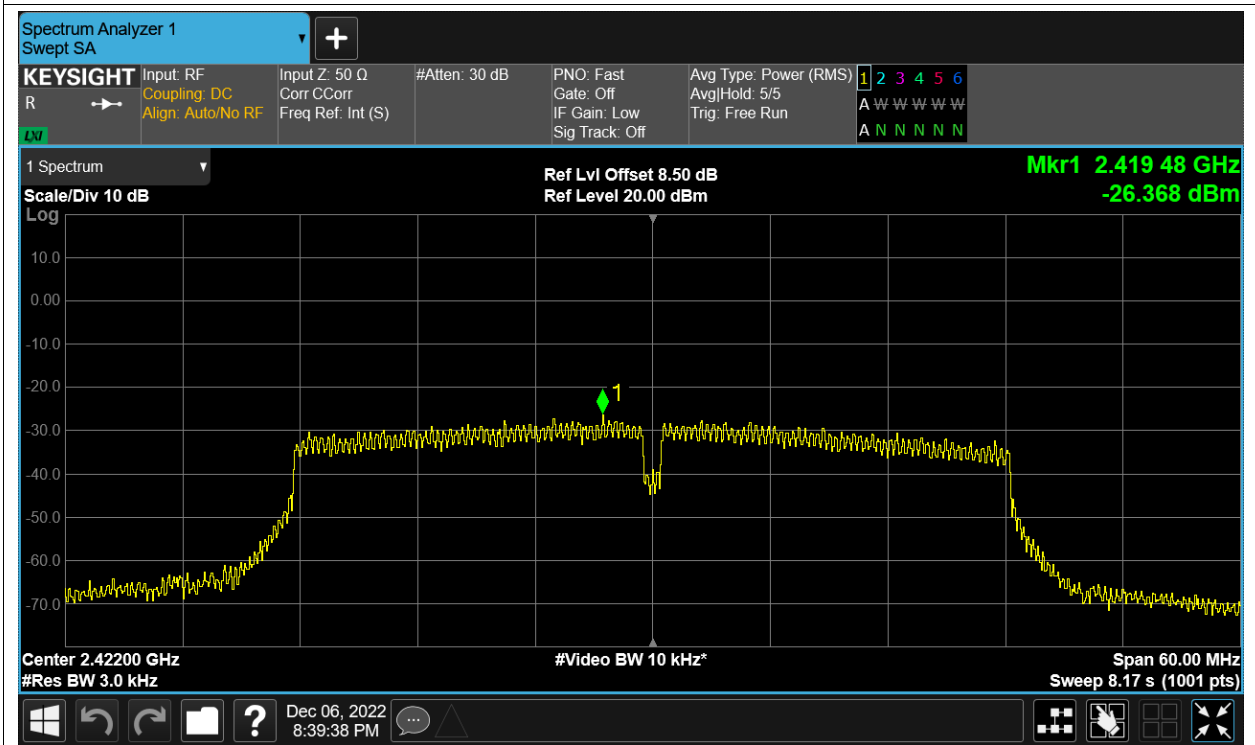 Spectrum Analyzer 1
Swept SA
KEYSIGHT
R
LXI
Input: RF
Coupling: DC
Align: Auto/No RF
Input Z: 50 Ω
Corr CCorr
Freq Ref: Int (S)
#Atten: 30 dB
PNO: Fast
Gate: Off
IF Gain: Low
Sig Track: Off
Avg Type: Power (RMS)
Avg|Hold: 5/5
Trig: Free Run
1 2 3 4 5 6
A W W W W W
A N N N N N
1 Spectrum
Scale/Div 10 dB
Log
Ref Lvl Offset 8.50 dB
Ref Level 20.00 dBm
Mkr1 2.419 48 GHz
-26.368 dBm
10.0
0.00
-10.0
-20.0
-30.0
-40.0
-50.0
-60.0
-70.0
1
Center 2.42200 GHz
#Res BW 3.0 kHz
#Video BW 10 kHz*
Span 60.00 MHz
Sweep 8.17 s (1001 pts)
?
Dec 06, 2022
8:39:38 PM